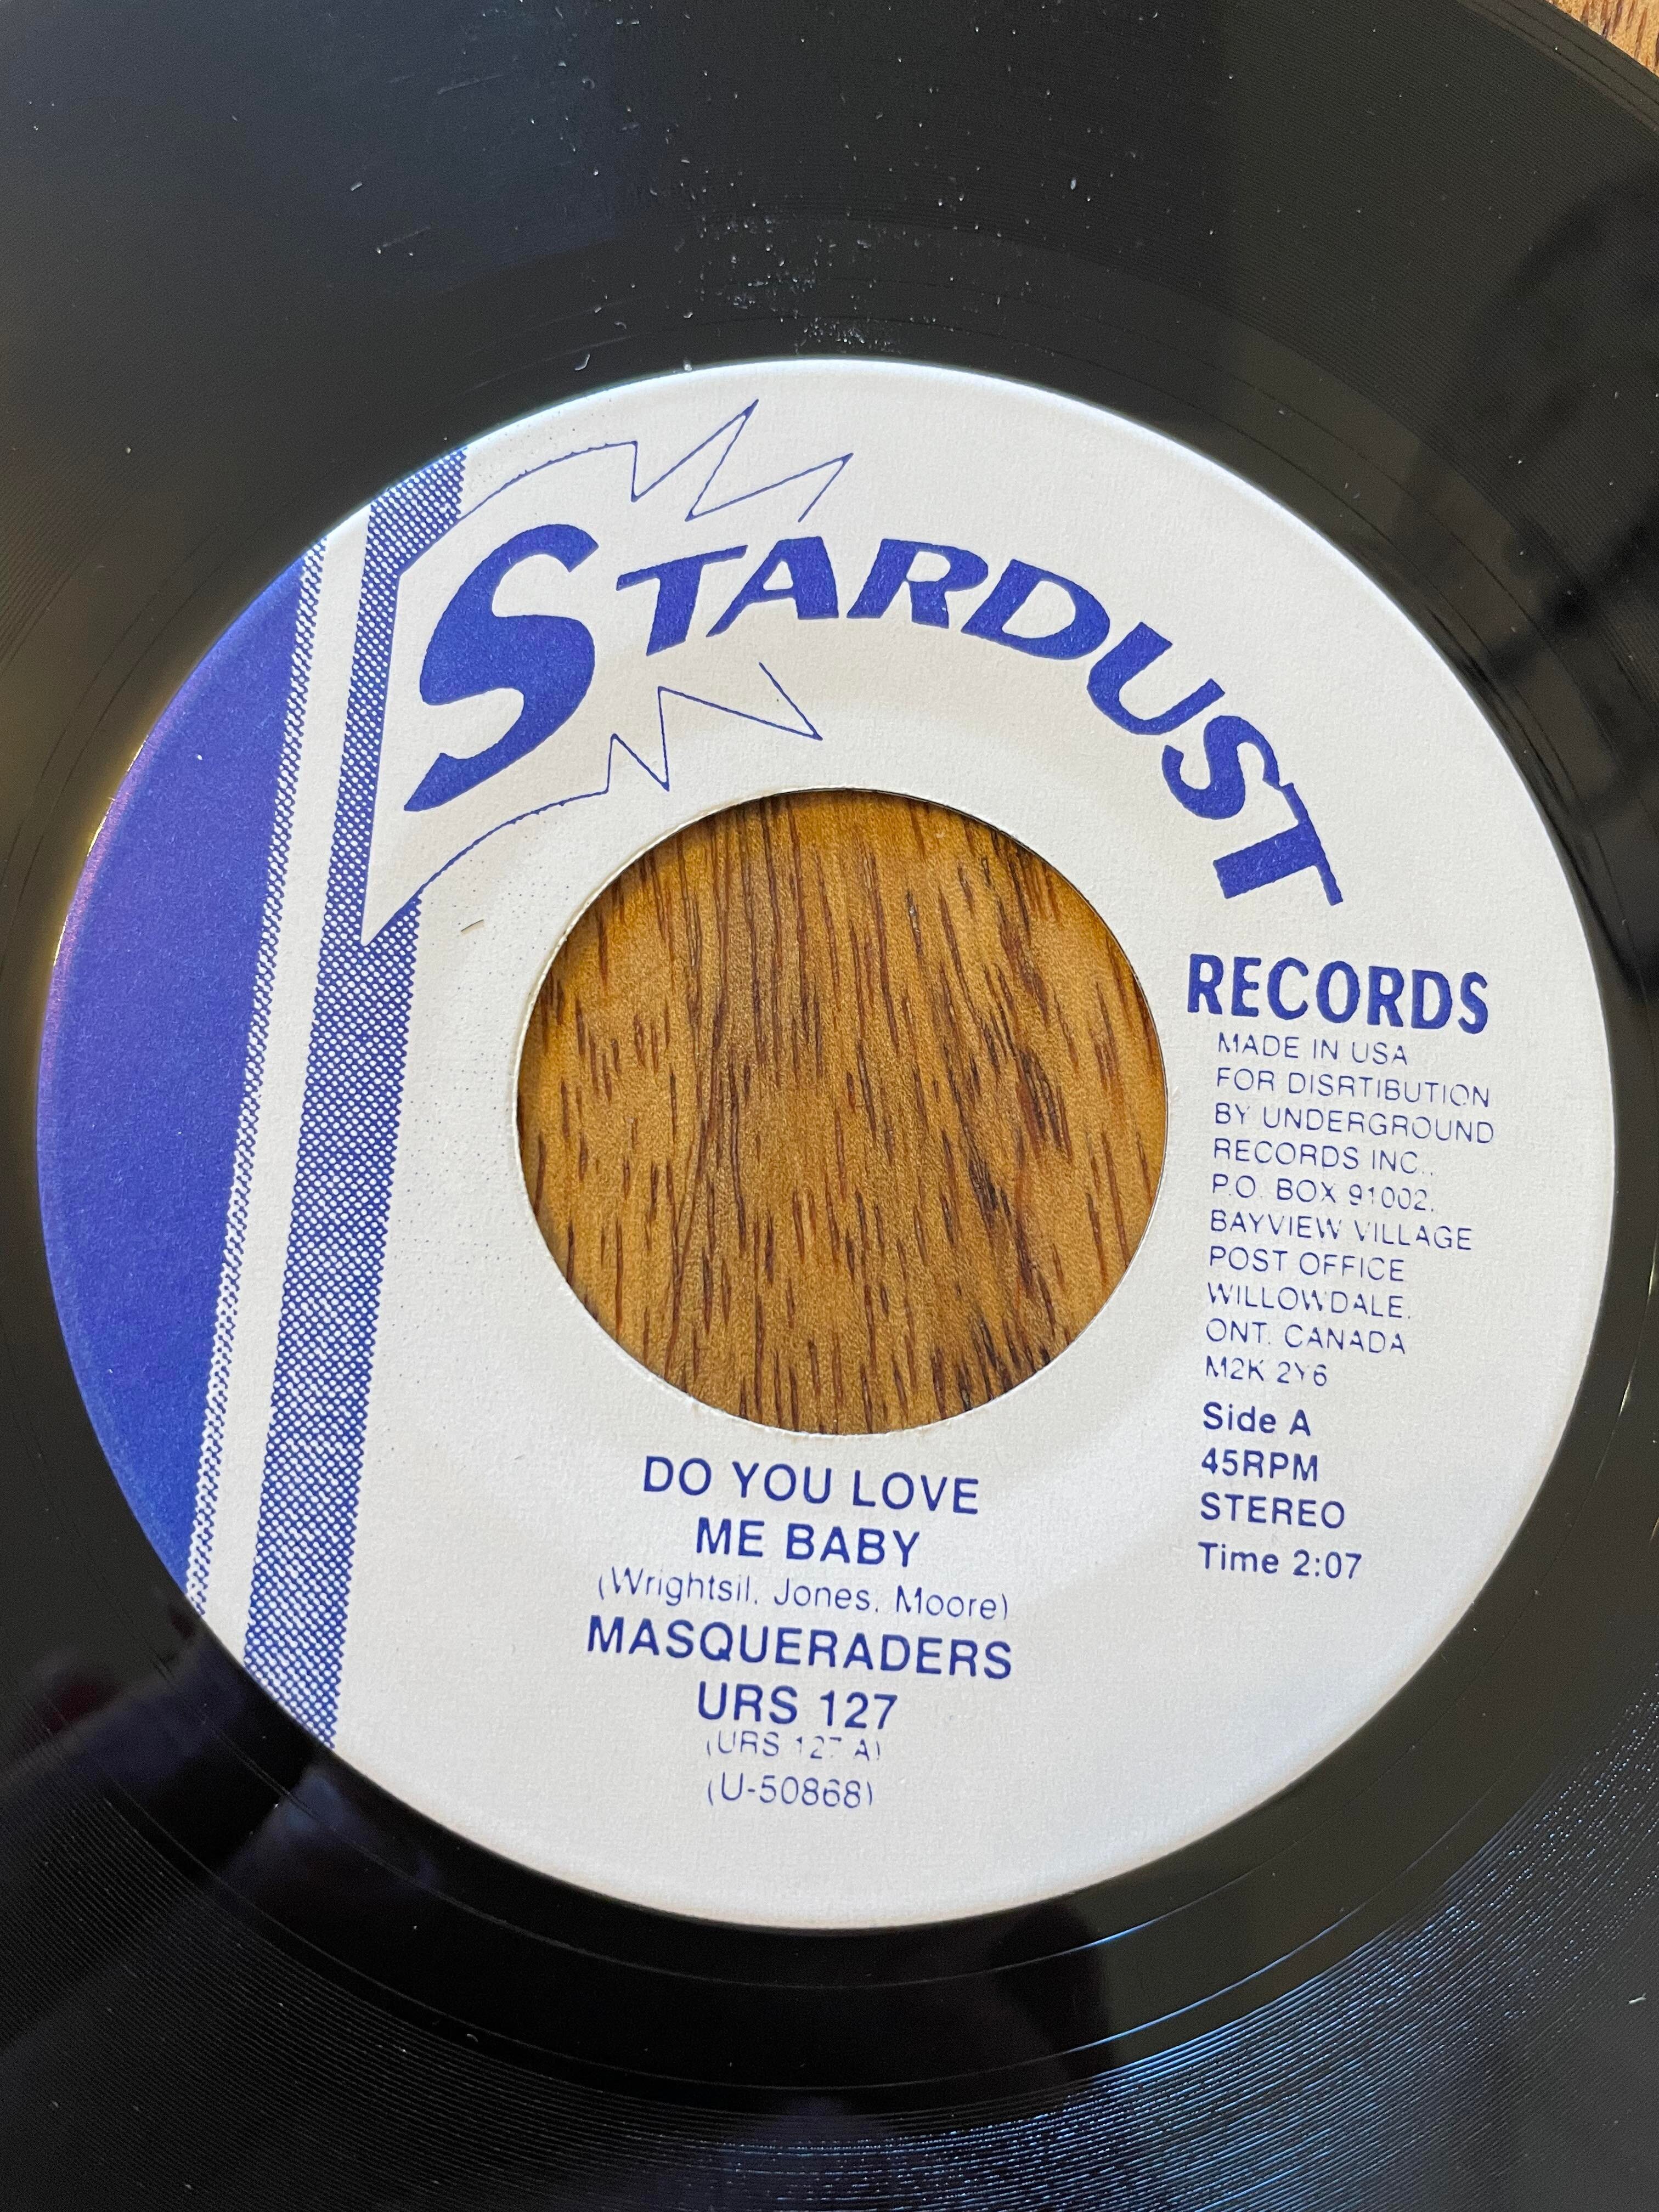 STARDUST
RECORDS
MADE IN USA
FOR DISRTIBUTION
BY UNDERGROUND
RECORDS INC.,
P.O. BOX 91002,
BAYVIEW VILLAGE
POST OFFICE
WILLOWDALE,
ONT. CANADA
M2K 2Y6
Side A
45RPM
STEREO
Time 2:07
DO YOU LOVE
ME BABY
(Wrightsil, Jones, Moore)
MASQUERADERS
URS 127
(URS 127 A)
(U-50868)